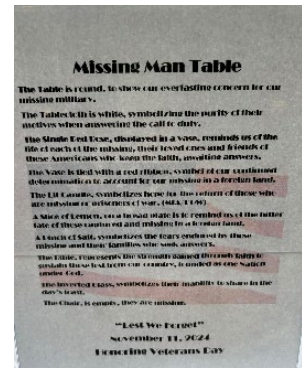 Missing Man Table
The Table is round, to show our everlasting concern for our
missing military.
The Tablecloth is white, symbolizing the purity of their
motives when answering the call to duty.
The Single Red Rose, displayed in a vase, reminds us of the
life of each of the missing, their loved ones and friends of
these Americans who keep the faith, awaiting answers.
The Vase is tied with a red ribbon, symbol of our continued
determination to account for our missing in a foreign land.
The Lit Candle, symbolizes hope for the return of those who
are missing or prisoners of war. (MIA/POW)
A Slice of Lemon, on a bread plate is to remind us of the bitter
fate of those captured and missing in a foreign land.
A Pinch of Salt, symbolizes the tears endured by those
missing and their families who seek answers.
The Table, represents the strength gained through faith to
sustain those lost from our country, founded as one Nation
under God.
The Inverted Glass, symbolizes their inability to share in the
day's toast.
The Chair, is empty, they are missing.
"Lest We Forget"
November 11, 2024
Honoring Veterans Day